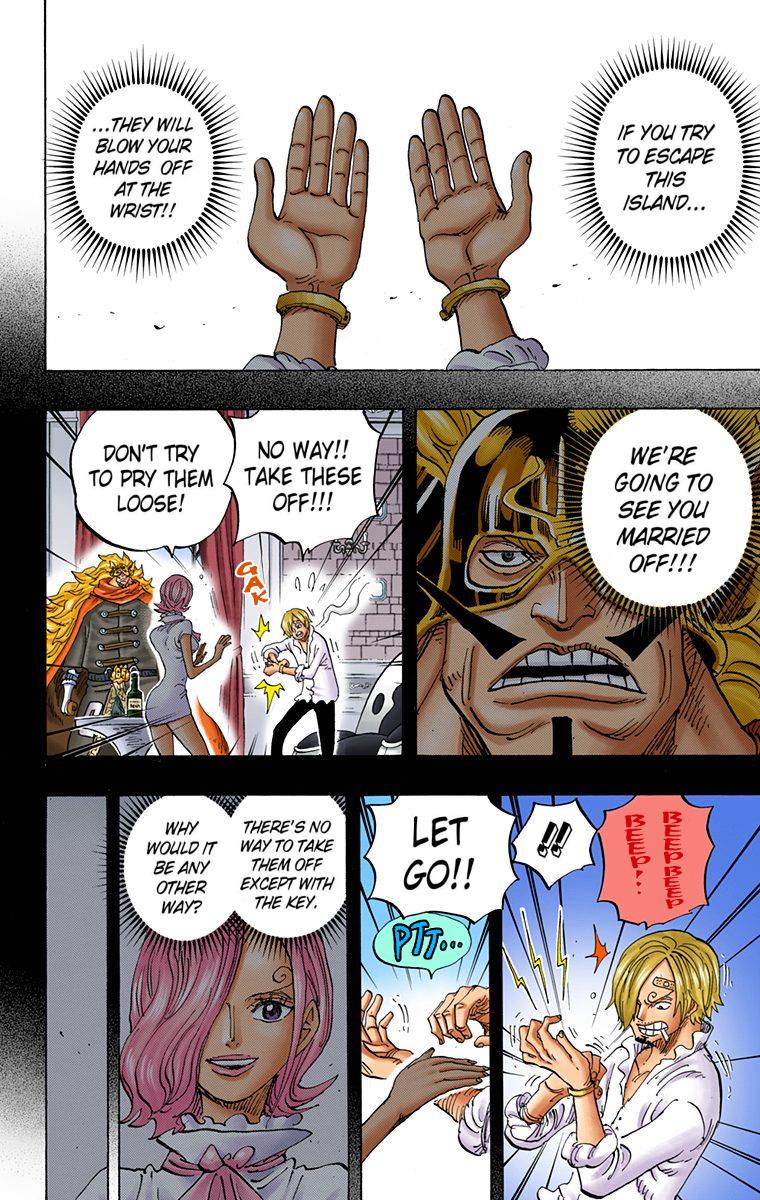 IF YOU TRY
TO ESCAPE
THIS
ISLAND...
...THEY WILL
BLOW YOUR
HANDS OFF
AT THE
WRIST!!
WE'RE
GOING TO
SEE YOU
MARRIED
OFF!!!
NO WAY!!
TAKE THESE
OFF!!!
DON'T TRY
TO PRY THEM
LOOSE!
GAK
BEEP BEEP
BEEP!!
!!
LET
GO!!
PTT...
THERE'S NO
WAY TO TAKE
THEM OFF
EXCEPT WITH
THE KEY.
WHY
WOULD IT
BE ANY
OTHER
WAY?